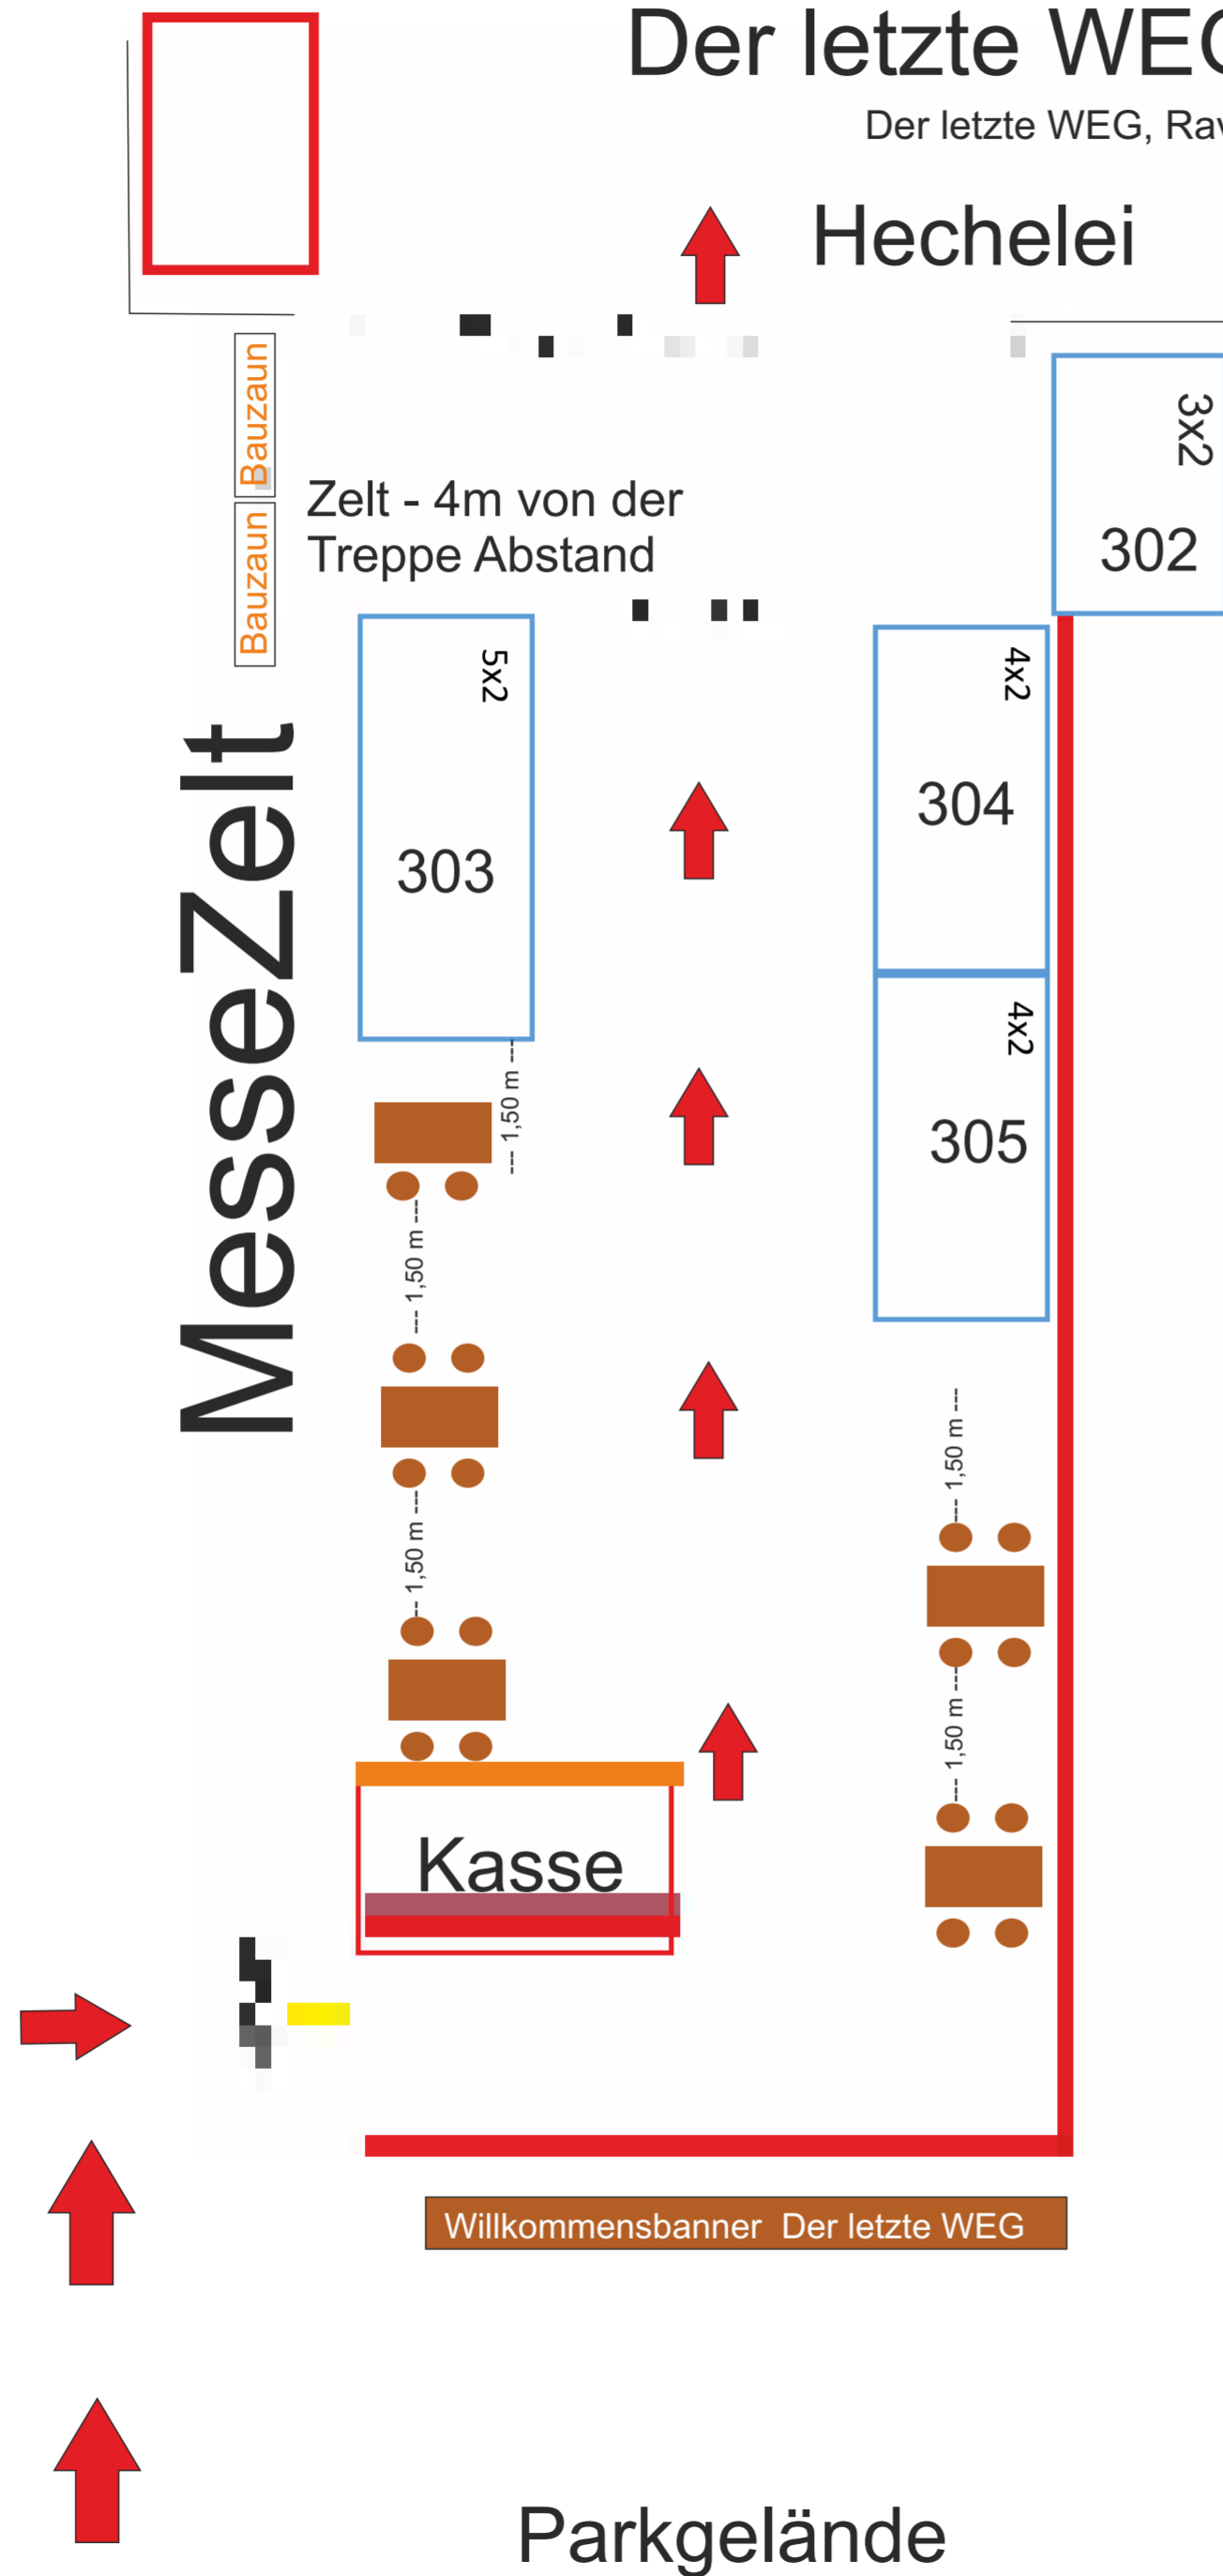 Der letzte WEG
Der letzte WEG,
Hechelei
Bauzaun
Bauzaun
3x2
302
Zelt - 4m von der
Treppe Abstand
5x2
303
4x2
304
MesseZelt
4x2
305
--- 1,50 m ---
--- 1,50 m ---
--- 1,50 m ---
--- 1,50 m ---
--- 1,50 m ---
Kasse
Willkommensbanner Der letzte WEG
Parkgelände